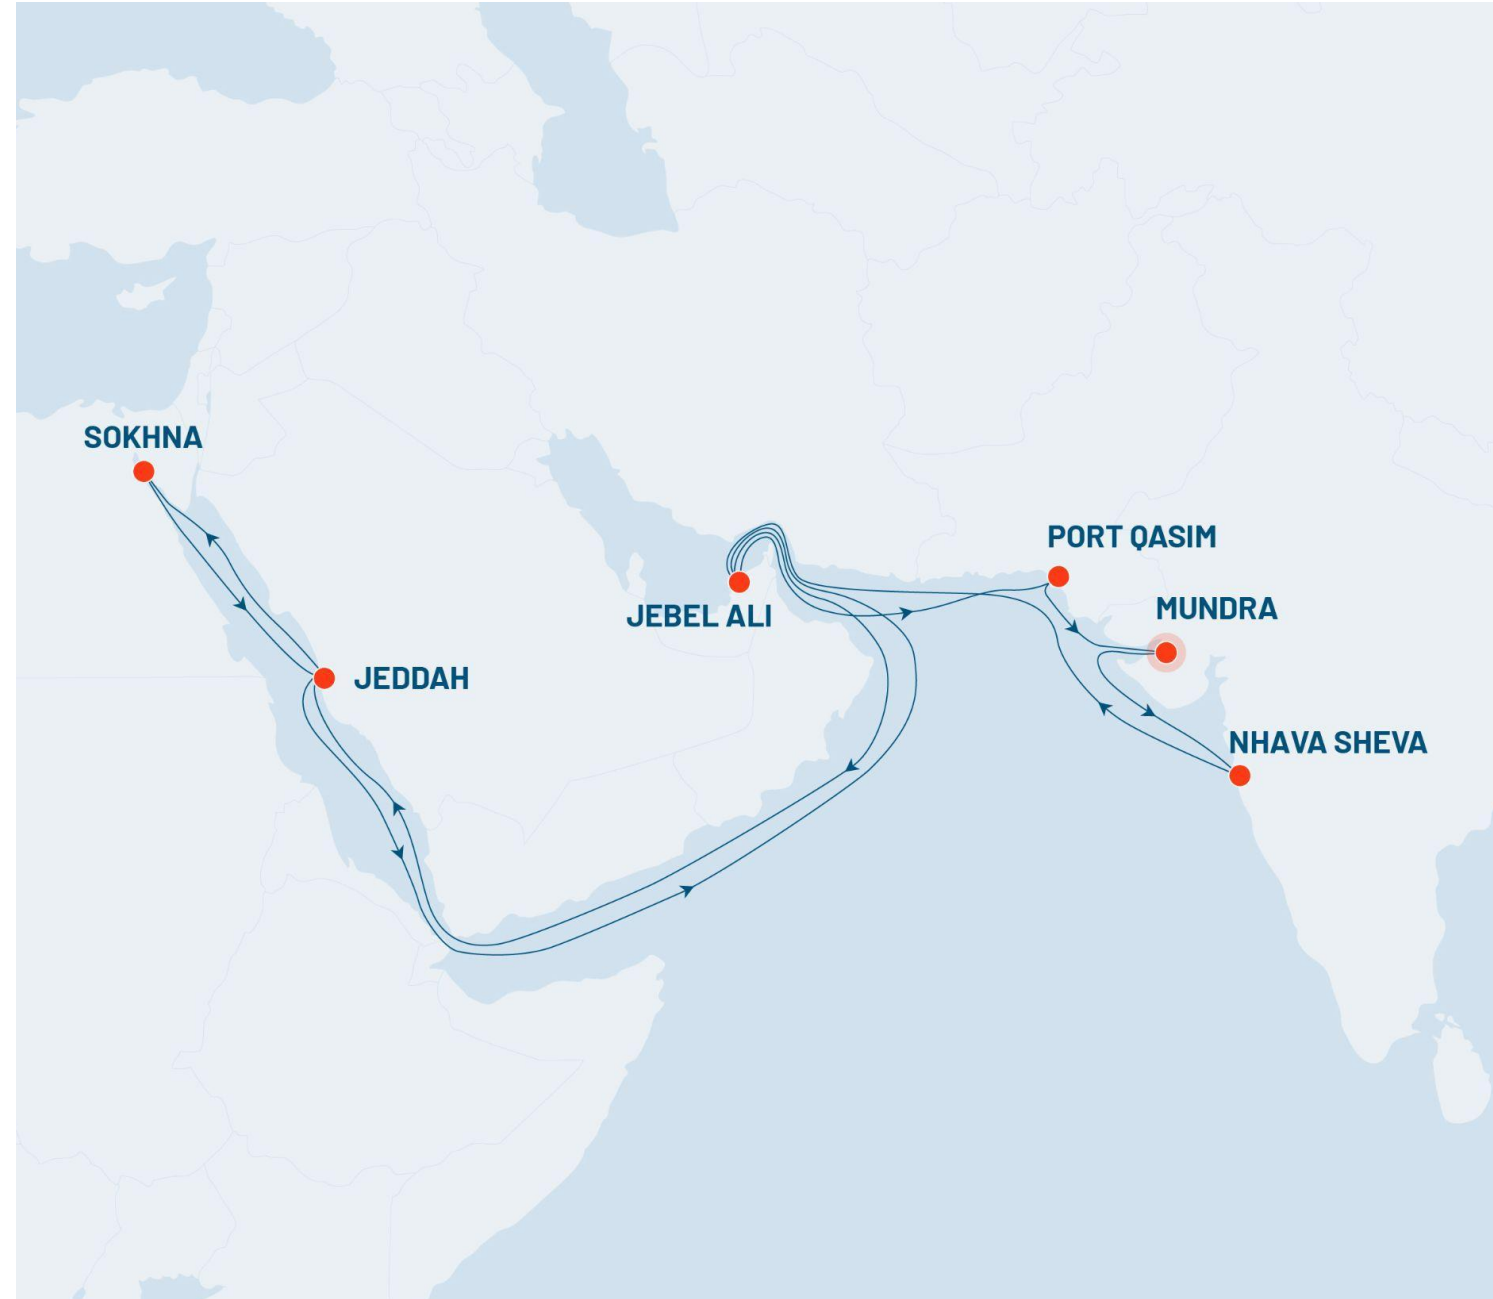 SOKHNA
PORT QASIM
MUNDRA
JEBEL ALI
JEDDAH
NHAVA SHEVA